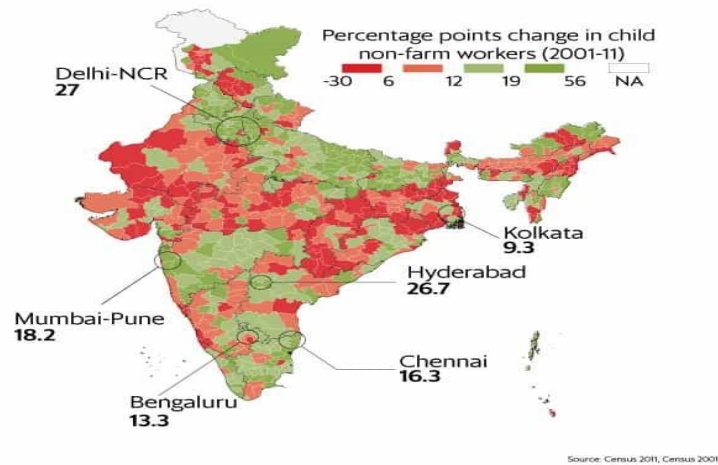 Percentage points change in child
non-farm workers (2001-11)
-30 6 12 19 56 NA
Delhi-NCR
27
Kolkata
9.3
Hyderabad
26.7
Mumbai-Pune
18.2
Chennai
16.3
Bengaluru
13.3
Source: Census 2011, Census 2001